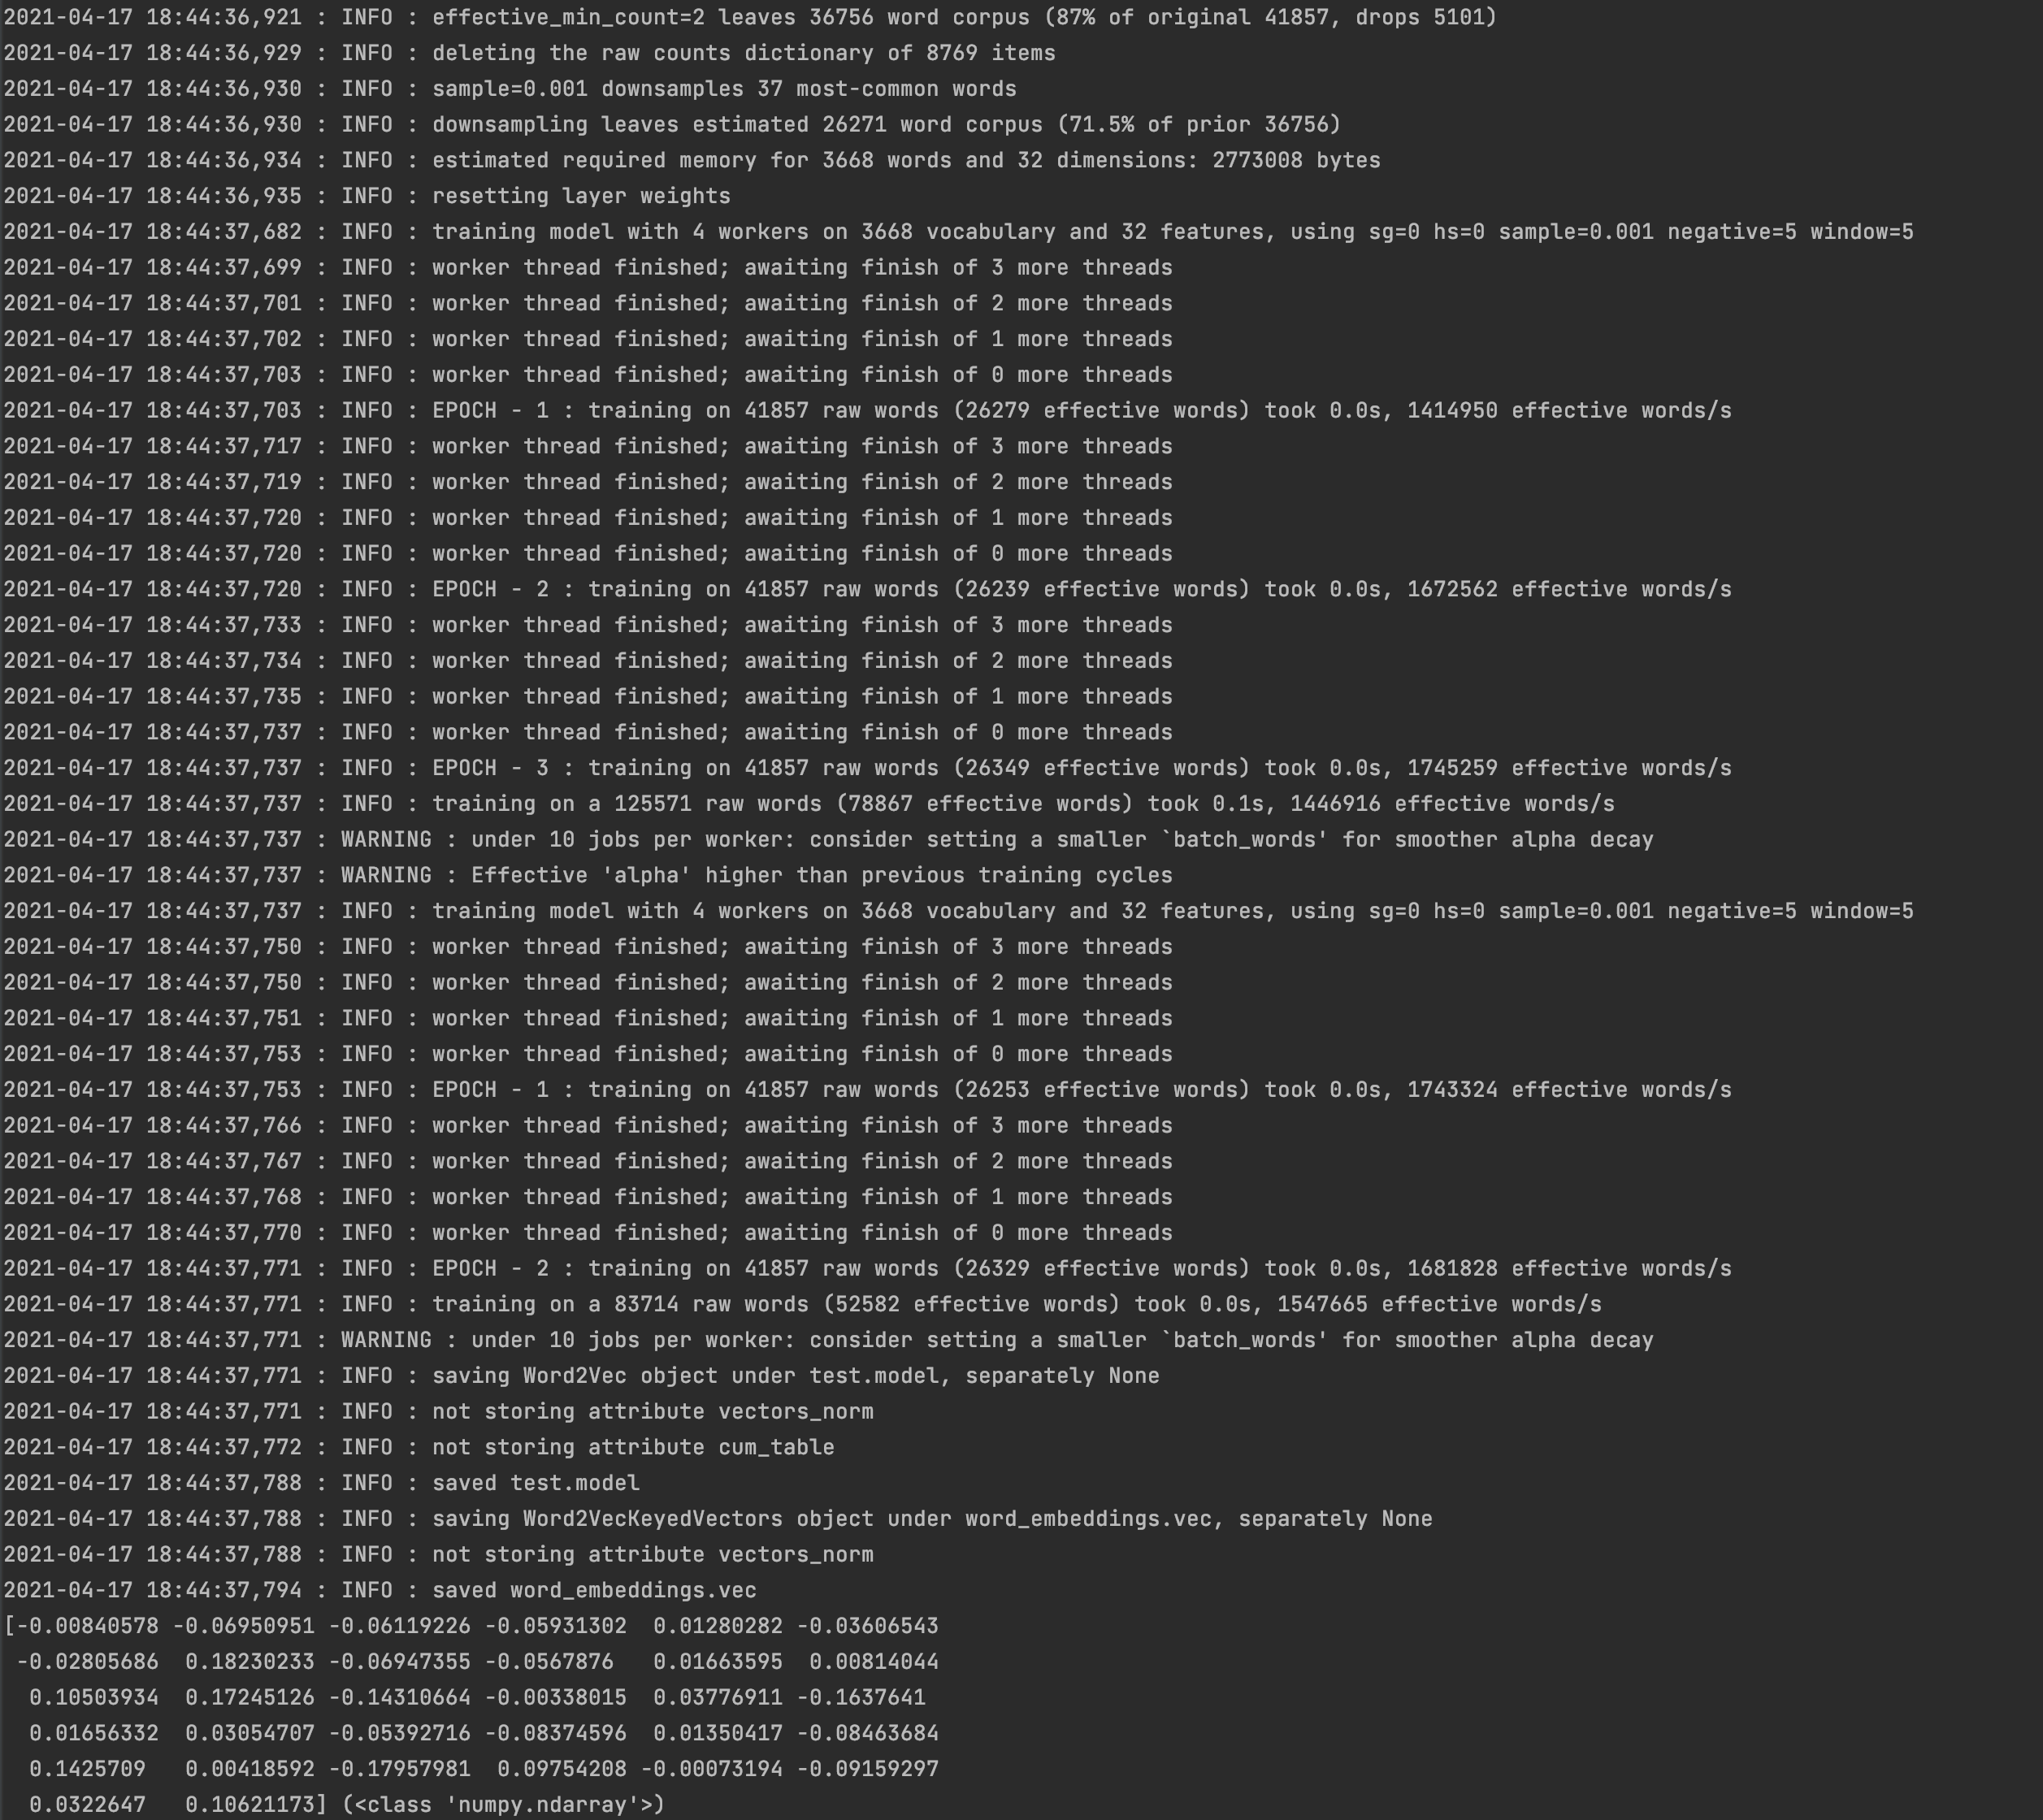 2021-04-17 18:44:36,921 : INFO : effective_min_count=2 leaves 36756 word corpus (87% of original 41857, drops 5101)
2021-04-17 18:44:36,929 : INFO : deleting the raw counts dictionary of 8769 items
2021-04-17 18:44:36,930 : INFO : sample=0.001 downsamples 37 most-common words
2021-04-17 18:44:36,930 : INFO : downsampling leaves estimated 26271 word corpus (71.5% of prior 36756)
2021-04-17 18:44:36,934 : INFO : estimated required memory for 3668 words and 32 dimensions: 2773008 bytes
2021-04-17 18:44:36,935 : INFO : resetting layer weights
2021-04-17 18:44:37,682 : INFO : training model with 4 workers on 3668 vocabulary and 32 features, using sg=0 hs=0 sample=0.001 negative=5 window=5
2021-04-17 18:44:37,699 : INFO : worker thread finished; awaiting finish of 3 more threads
2021-04-17 18:44:37,701 : INFO : worker thread finished; awaiting finish of 2 more threads
2021-04-17 18:44:37,702 : INFO : worker thread finished; awaiting finish of 1 more threads
2021-04-17 18:44:37,703 : INFO : worker thread finished; awaiting finish of 0 more threads
2021-04-17 18:44:37,703 : INFO : EPOCH - 1 : training on 41857 raw words (26279 effective words) took 0.0s, 1414950 effective words/s
2021-04-17 18:44:37,717 : INFO : worker thread finished; awaiting finish of 3 more threads
2021-04-17 18:44:37,719 : INFO : worker thread finished; awaiting finish of 2 more threads
2021-04-17 18:44:37,720 : INFO : worker thread finished; awaiting finish of 1 more threads
2021-04-17 18:44:37,720 : INFO : worker thread finished; awaiting finish of 0 more threads
2021-04-17 18:44:37,720 : INFO : EPOCH - 2 : training on 41857 raw words (26239 effective words) took 0.0s, 1672562 effective words/s
2021-04-17 18:44:37,733 : INFO : worker thread finished; awaiting finish of 3 more threads
2021-04-17 18:44:37,734 : INFO : worker thread finished; awaiting finish of 2 more threads
2021-04-17 18:44:37,735 : INFO : worker thread finished; awaiting finish of 1 more threads
2021-04-17 18:44:37,737 : INFO : worker thread finished; awaiting finish of 0 more threads
2021-04-17 18:44:37,737 : INFO : EPOCH - 3 : training on 41857 raw words (26349 effective words) took 0.0s, 1745259 effective words/s
2021-04-17 18:44:37,737 : INFO : training on a 125571 raw words (78867 effective words) took 0.1s, 1446916 effective words/s
2021-04-17 18:44:37,737 : WARNING : under 10 jobs per worker: consider setting a smaller `batch_words' for smoother alpha decay
2021-04-17 18:44:37,737 : WARNING : Effective 'alpha' higher than previous training cycles
2021-04-17 18:44:37,737 : INFO : training model with 4 workers on 3668 vocabulary and 32 features, using sg=0 hs=0 sample=0.001 negative=5 window=5
2021-04-17 18:44:37,750 : INFO : worker thread finished; awaiting finish of 3 more threads
2021-04-17 18:44:37,750 : INFO : worker thread finished; awaiting finish of 2 more threads
2021-04-17 18:44:37,751 : INFO : worker thread finished; awaiting finish of 1 more threads
2021-04-17 18:44:37,753 : INFO : worker thread finished; awaiting finish of 0 more threads
2021-04-17 18:44:37,753 : INFO : EPOCH - 1 : training on 41857 raw words (26253 effective words) took 0.0s, 1743324 effective words/s
2021-04-17 18:44:37,766 : INFO : worker thread finished; awaiting finish of 3 more threads
2021-04-17 18:44:37,767 : INFO : worker thread finished; awaiting finish of 2 more threads
2021-04-17 18:44:37,768 : INFO : worker thread finished; awaiting finish of 1 more threads
2021-04-17 18:44:37,770 : INFO : worker thread finished; awaiting finish of 0 more threads
2021-04-17 18:44:37,771 : INFO : EPOCH - 2 : training on 41857 raw words (26329 effective words) took 0.0s, 1681828 effective words/s
2021-04-17 18:44:37,771 : INFO : training on a 83714 raw words (52582 effective words) took 0.0s, 1547665 effective words/s
2021-04-17 18:44:37,771 : WARNING : under 10 jobs per worker: consider setting a smaller `batch_words' for smoother alpha decay
2021-04-17 18:44:37,771 : INFO : saving Word2Vec object under test.model, separately None
2021-04-17 18:44:37,771 : INFO : not storing attribute vectors_norm
2021-04-17 18:44:37,772 : INFO : not storing attribute cum_table
2021-04-17 18:44:37,788 : INFO : saved test.model
2021-04-17 18:44:37,788 : INFO : saving Word2VecKeyedVectors object under word_embeddings.vec, separately None
2021-04-17 18:44:37,788 : INFO : not storing attribute vectors_norm
2021-04-17 18:44:37,794 : INFO : saved word_embeddings.vec
[-0.00840578 -0.06950951 -0.06119226 -0.05931302  0.01280282 -0.03606543
 -0.02805686  0.18230233 -0.06947355 -0.0567876   0.01663595  0.00814044
  0.10503934  0.17245126 -0.14310664 -0.00338015  0.03776911 -0.1637641
  0.01656332  0.03054707 -0.05392716 -0.08374596  0.01350417 -0.08463684
  0.1425709   0.00418592 -0.17957981  0.09754208 -0.00073194 -0.09159297
  0.0322647   0.10621173] (<class 'numpy.ndarray'>)